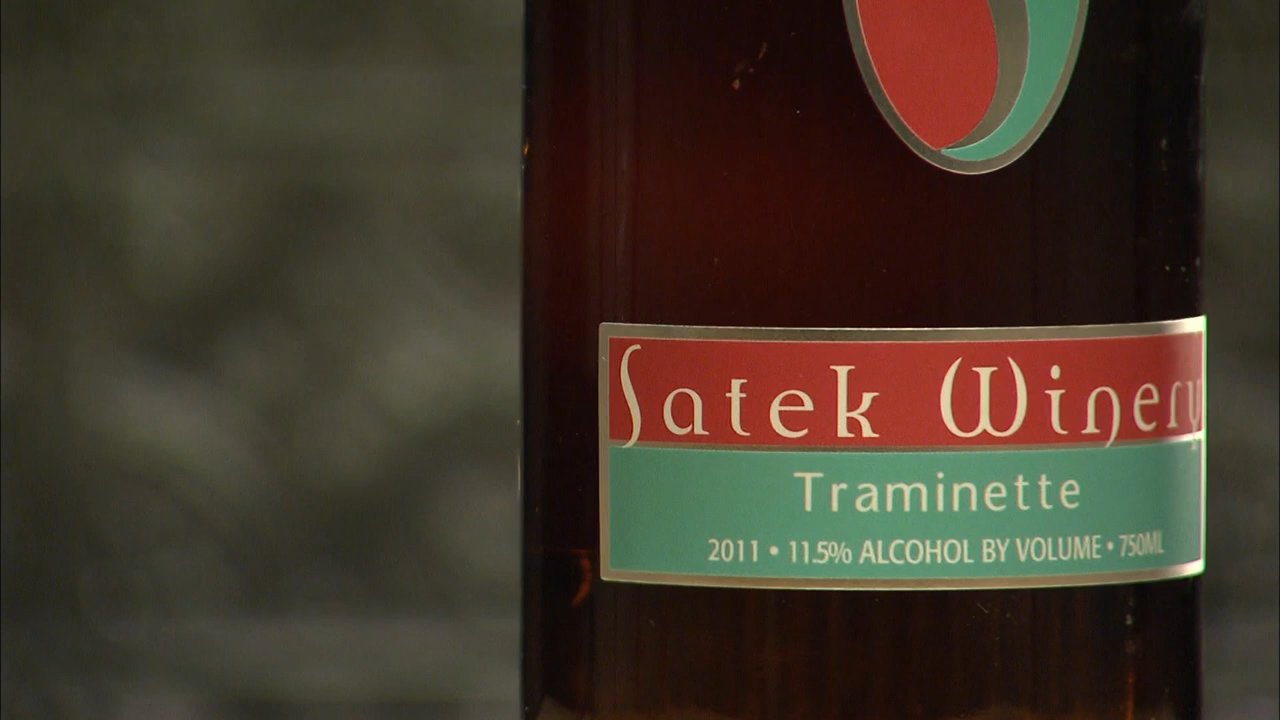 Satek Winery
Traminette
2011 • 11.5% ALCOHOL BY VOLUME • 750ML